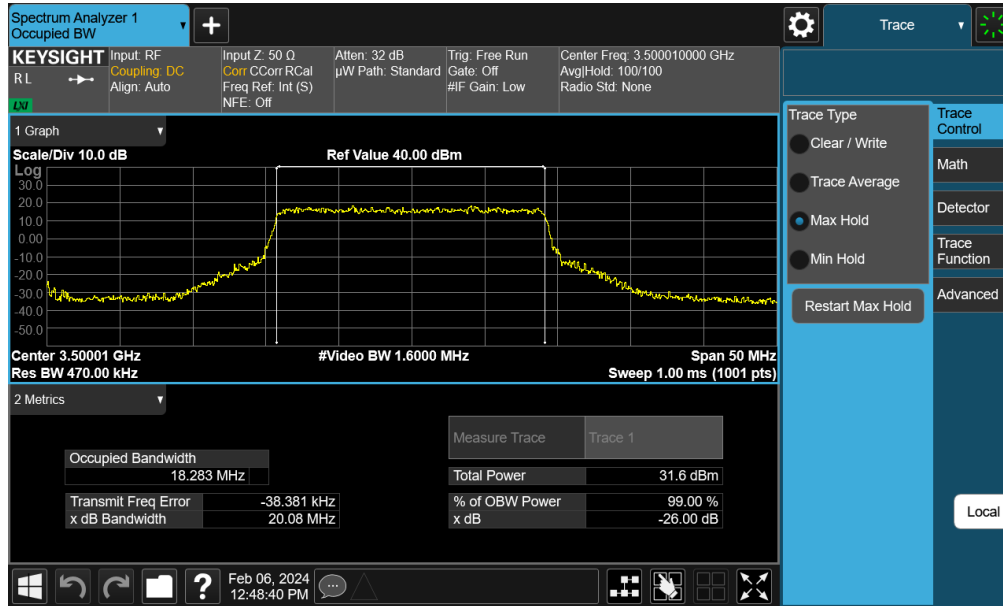 Spectrum Analyzer 1
Occupied BW
+
Trace
KEYSIGHT
R L
LXI
Input: RF
Coupling: DC
Align: Auto
Input Z: 50 Ω
Corr CCorr RCal
Freq Ref: Int (S)
NFE: Off
Atten: 32 dB
µW Path: Standard
Trig: Free Run
Gate: Off
#IF Gain: Low
Center Freq: 3.500010000 GHz
Avg|Hold: 100/100
Radio Std: None
1 Graph
Scale/Div 10.0 dB
Ref Value 40.00 dBm
Log
30.0
20.0
10.0
0.00
-10.0
-20.0
-30.0
-40.0
-50.0
Center 3.50001 GHz
#Video BW 1.6000 MHz
Span 50 MHz
Res BW 470.00 kHz
Sweep 1.00 ms (1001 pts)
2 Metrics
Measure Trace
Trace 1
Occupied Bandwidth
18.283 MHz
Total Power
31.6 dBm
Transmit Freq Error
-38.381 kHz
% of OBW Power
99.00 %
x dB Bandwidth
20.08 MHz
x dB
-26.00 dB
Trace Type
Clear / Write
Trace Average
Max Hold
Min Hold
Restart Max Hold
Trace
Control
Math
Detector
Trace
Function
Advanced
Local
?
Feb 06, 2024
12:48:40 PM